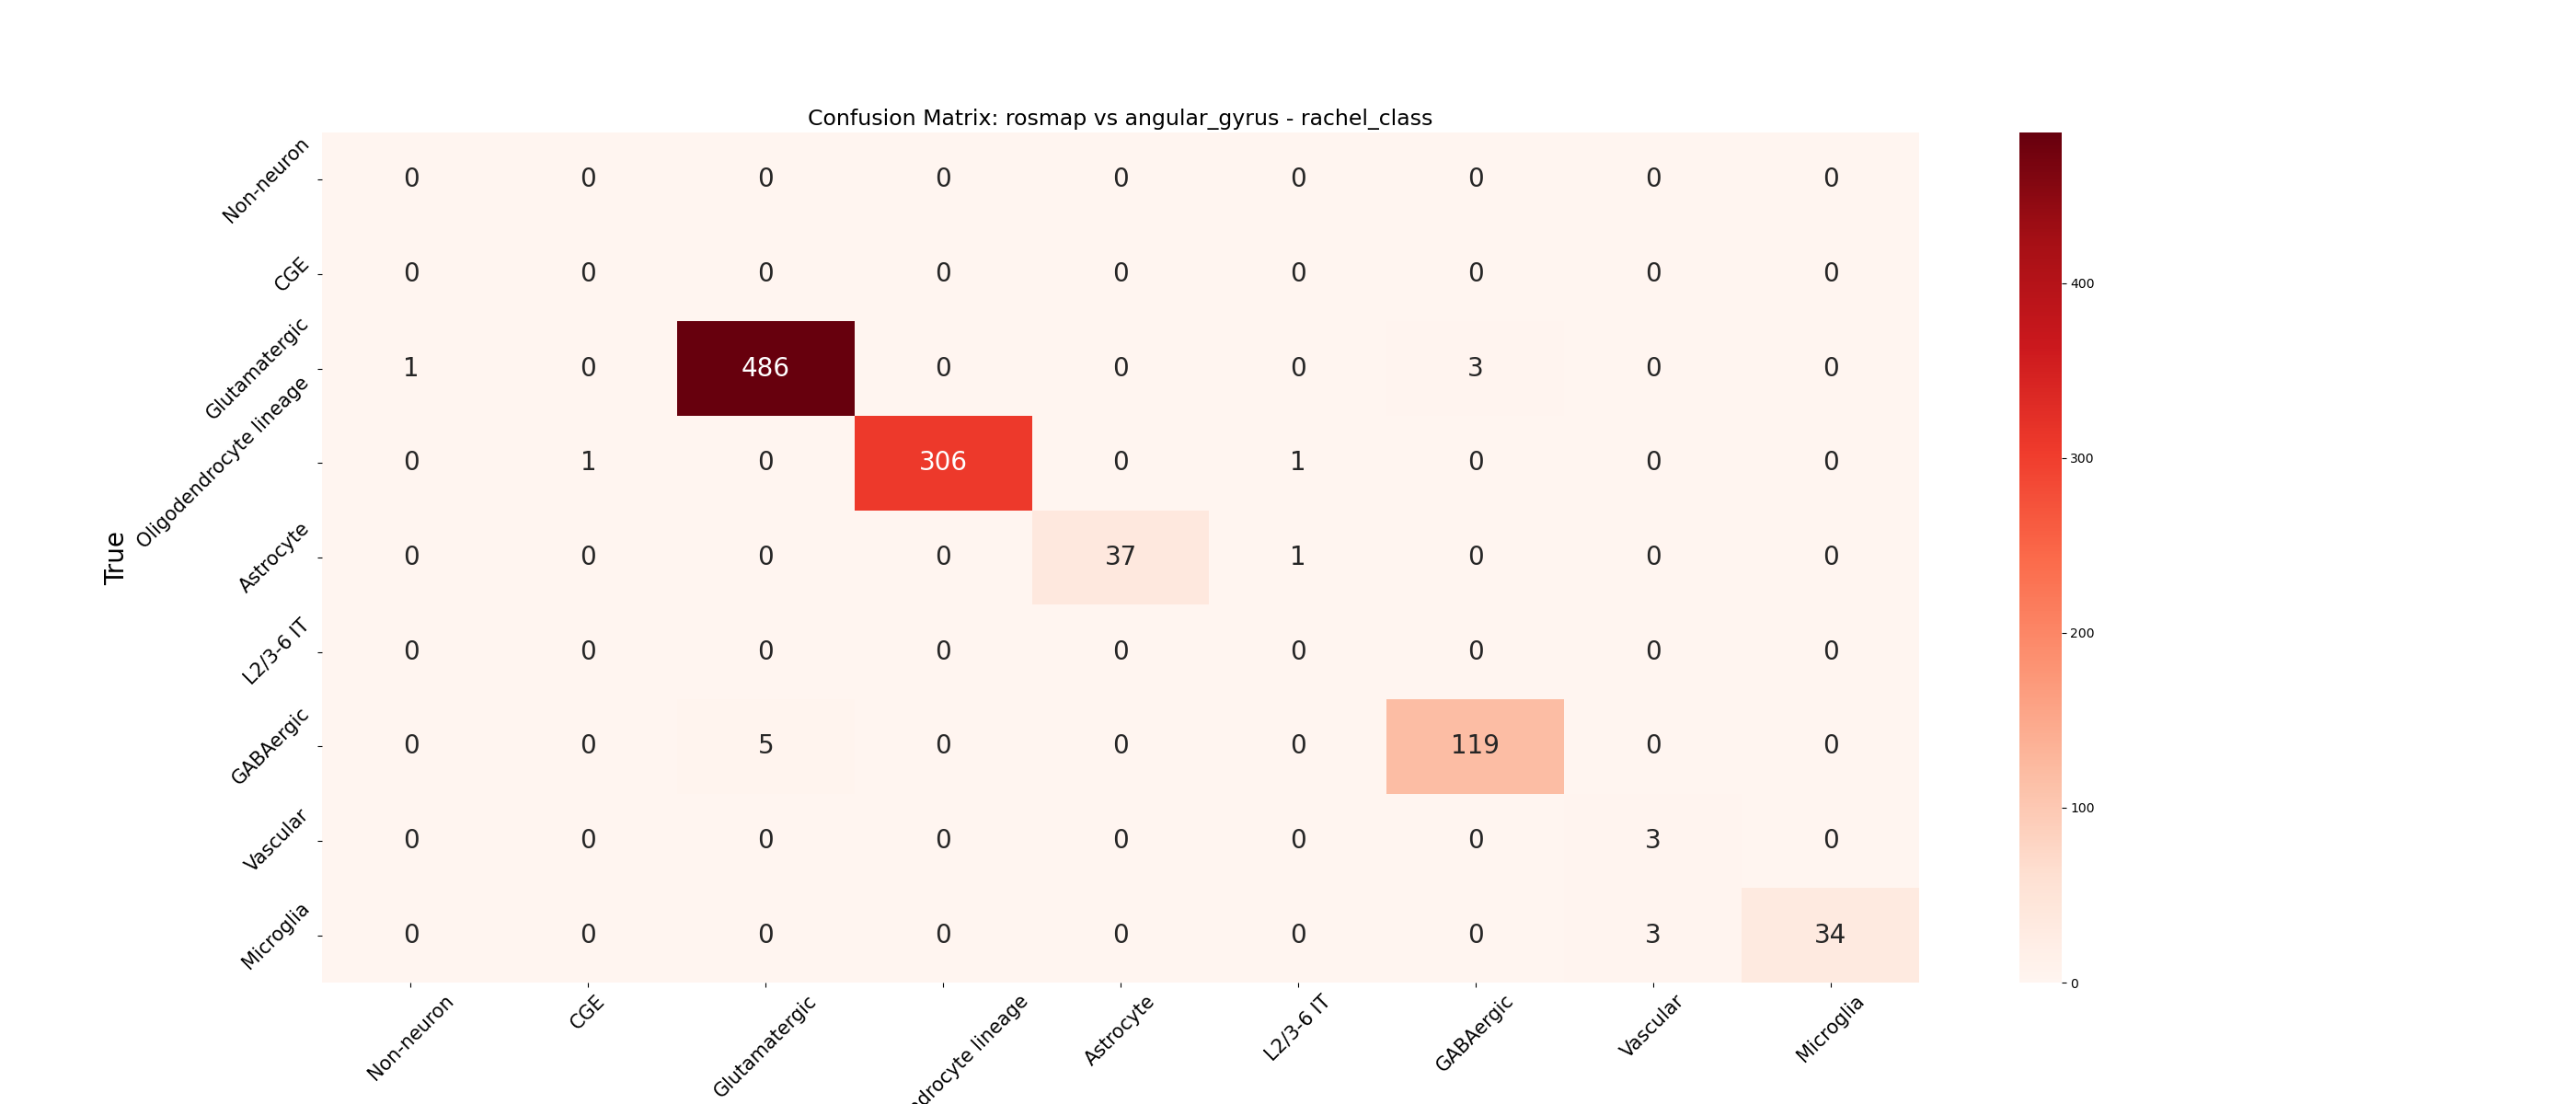 Confusion Matrix: rosmap vs angular_gyrus - rachel_class
True
Non-neuron 0 0 0 0 0 0 0 0 0
CGE 0 0 0 0 0 0 0 0 0
Glutamatergic 1 0 486 0 0 0 3 0 0
Oligodendrocyte lineage 0 1 0 306 0 1 0 0 0
Astrocyte 0 0 0 0 37 1 0 0 0
L2/3-6 IT 0 0 0 0 0 0 0 0 0
GABAergic 0 0 5 0 0 0 119 0 0
Vascular 0 0 0 0 0 0 0 3 0
Microglia 0 0 0 0 0 0 0 3 34
Non-neuron CGE Glutamatergic lineage Astrocyte L2/3-6 IT GABAergic Vascular Microglia
400
300
200
100
0